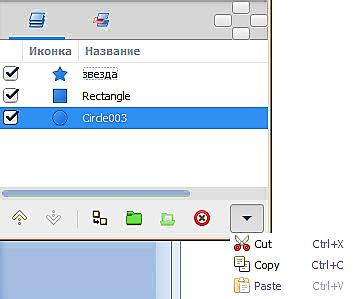 Иконка Название
звезда
Rectangle
Circle003
Cut Ctrl+X
Copy Ctrl+C
Paste Ctrl+V